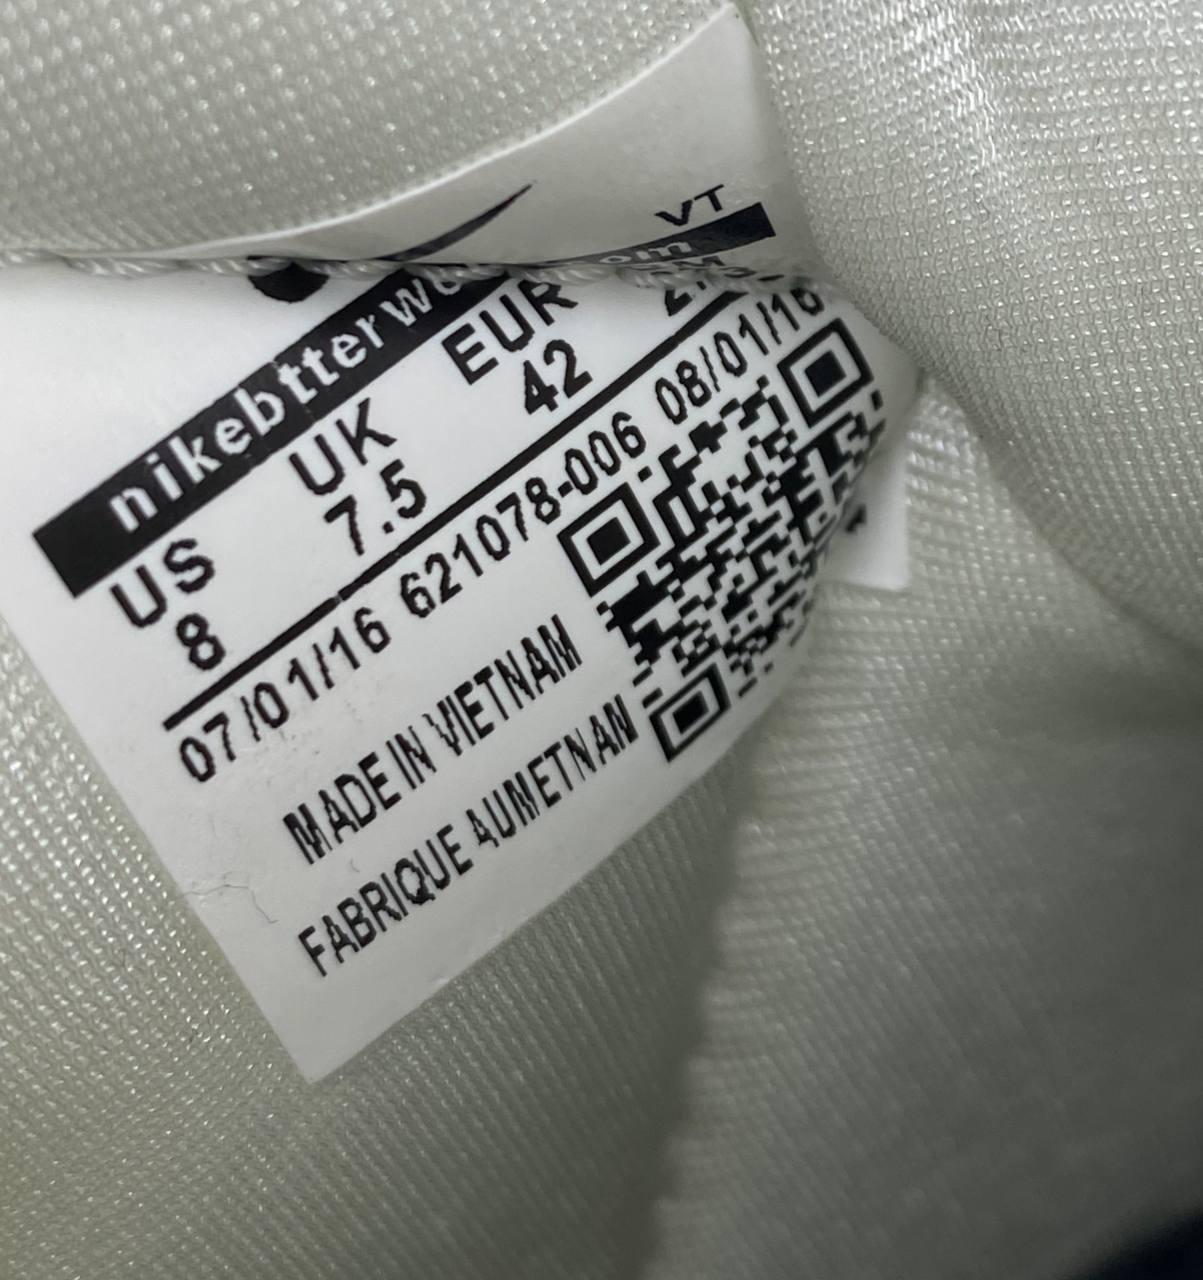 VT
nikebtterw om
US UK EUR
8 7.5 42
07/01/16 621078-006 08/01/16
MADE IN VIETNAM
FABRIQUE AUMETNAN